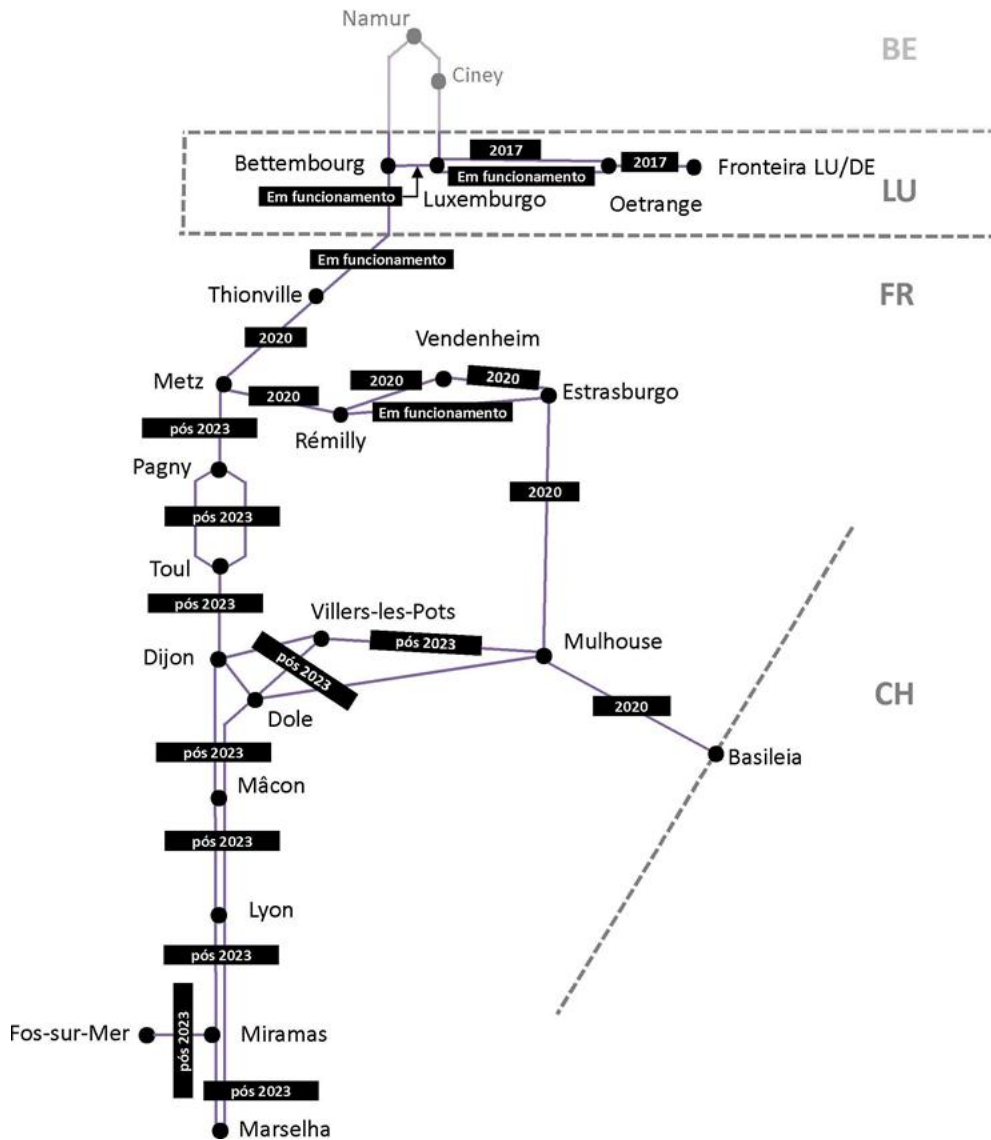 Namur
BE
Ciney
2017
Bettembourg
2017
Fronteira LU/DE
Em funcionamento
Em funcionamento
Luxemburgo
Oetrange
LU
Em funcionamento
FR
Thionville
2020
Vendenheim
Metz
2020
2020
2020
Estrasburgo
Em funcionamento
Rémilly
pós 2023
Pagny
2020
pós 2023
Toul
pós 2023
Villers-les-Pots
pós 2023
Mulhouse
Dijon
pós 2023
CH
Dole
2020
pós 2023
Basileia
Mâcon
pós 2023
Lyon
pós 2023
Fos-sur-Mer
pós 2023
Miramas
pós 2023
Marselha